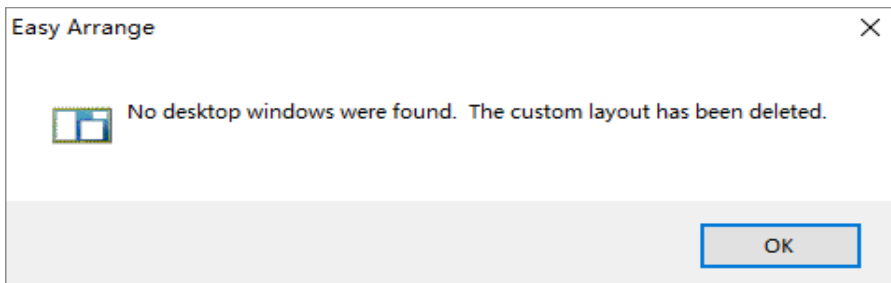 Easy Arrange
No desktop windows were found.  The custom layout has been deleted.
OK